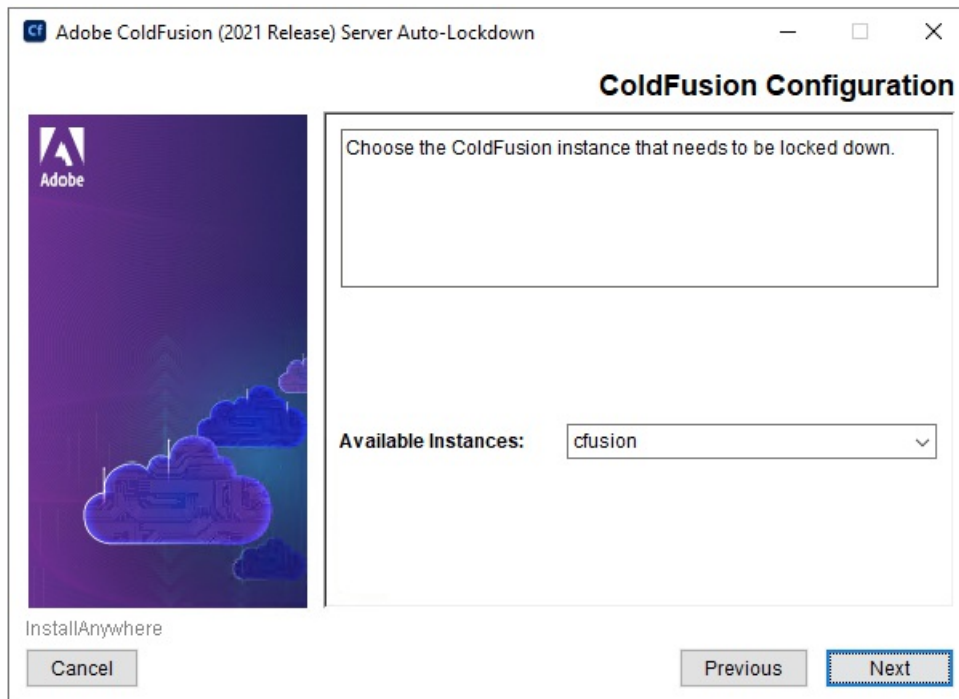 Cf Adobe ColdFusion (2021 Release) Server Auto-Lockdown
ColdFusion Configuration
Adobe
Choose the ColdFusion instance that needs to be locked down.
Available Instances: cfusion
InstallAnywhere
Cancel Previous Next